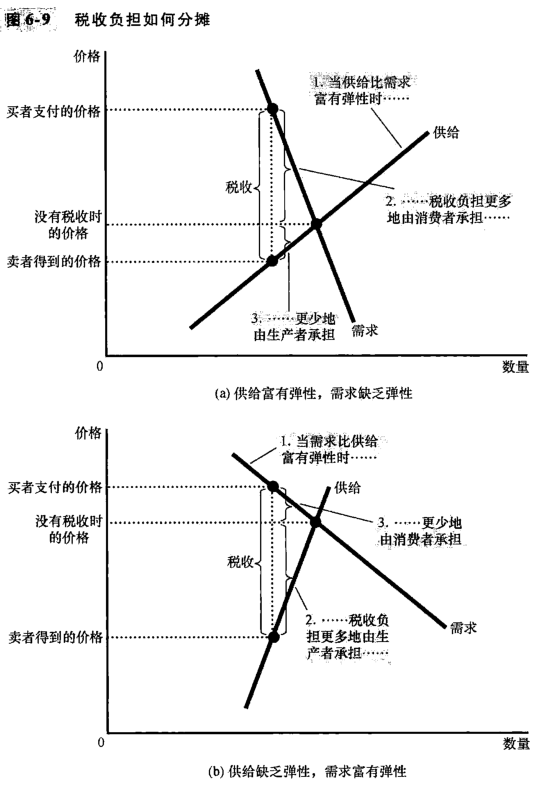 图6-9 税收负担如何分摊
价格
1. 当供给比需求
富有弹性时……
买者支付的价格
供给
税收
2. ……税收负担更多
地由消费者承担……
没有税收时
的价格
卖者得到的价格
3. ……更少地
由生产者承担
需求
0
数量
(a) 供给富有弹性，需求缺乏弹性
价格
1. 当需求比供给
富有弹性时……
买者支付的价格
供给
没有税收时
的价格
3. ……更少地
由消费者承担
税收
2. ……税收负
担更多地由生
产者承担……
卖者得到的价格
需求
0
数量
(b) 供给缺乏弹性，需求富有弹性